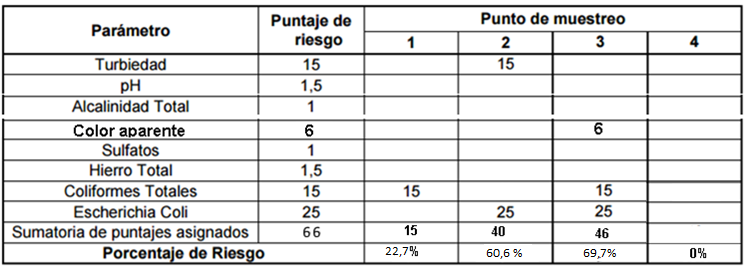 Parámetro Puntaje de riesgo Punto de muestreo
1 2 3 4
Turbiedad 15 15
pH 1,5
Alcalinidad Total 1
Color aparente 6 6
Sulfatos 1
Hierro Total 1,5
Coliformes Totales 15 15 15
Escherichia Coli 25 25 25
Sumatoria de puntajes asignados 66 15 40 46
Porcentaje de Riesgo 22,7% 60,6 % 69,7% 0%